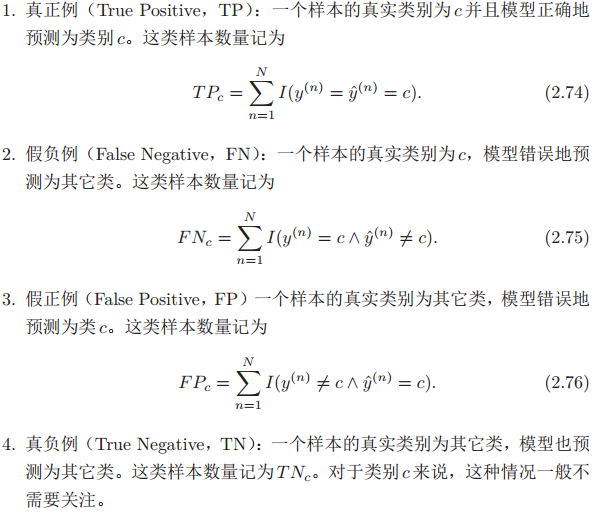 1. 真正例（True Positive，TP）：一个样本的真实类别为c并且模型正确地
预测为类别c。这类样本数量记为
TP_c = \sum_{n=1}^{N} I(y^{(n)} = \hat{y}^{(n)} = c). (2.74)
2. 假负例（False Negative，FN）：一个样本的真实类别为c，模型错误地预
测为其它类。这类样本数量记为
FN_c = \sum_{n=1}^{N} I(y^{(n)} = c ∧ \hat{y}^{(n)} ≠ c). (2.75)
3. 假正例（False Positive，FP）一个样本的真实类别为其它类，模型错误地
预测为类c。这类样本数量记为
FP_c = \sum_{n=1}^{N} I(y^{(n)} ≠ c ∧ \hat{y}^{(n)} = c). (2.76)
4. 真负例（True Negative，TN）：一个样本的真实类别为其它类，模型也预
测为其它类。这类样本数量记为TN_c。对于类别c来说，这种情况一般不
需要关注。